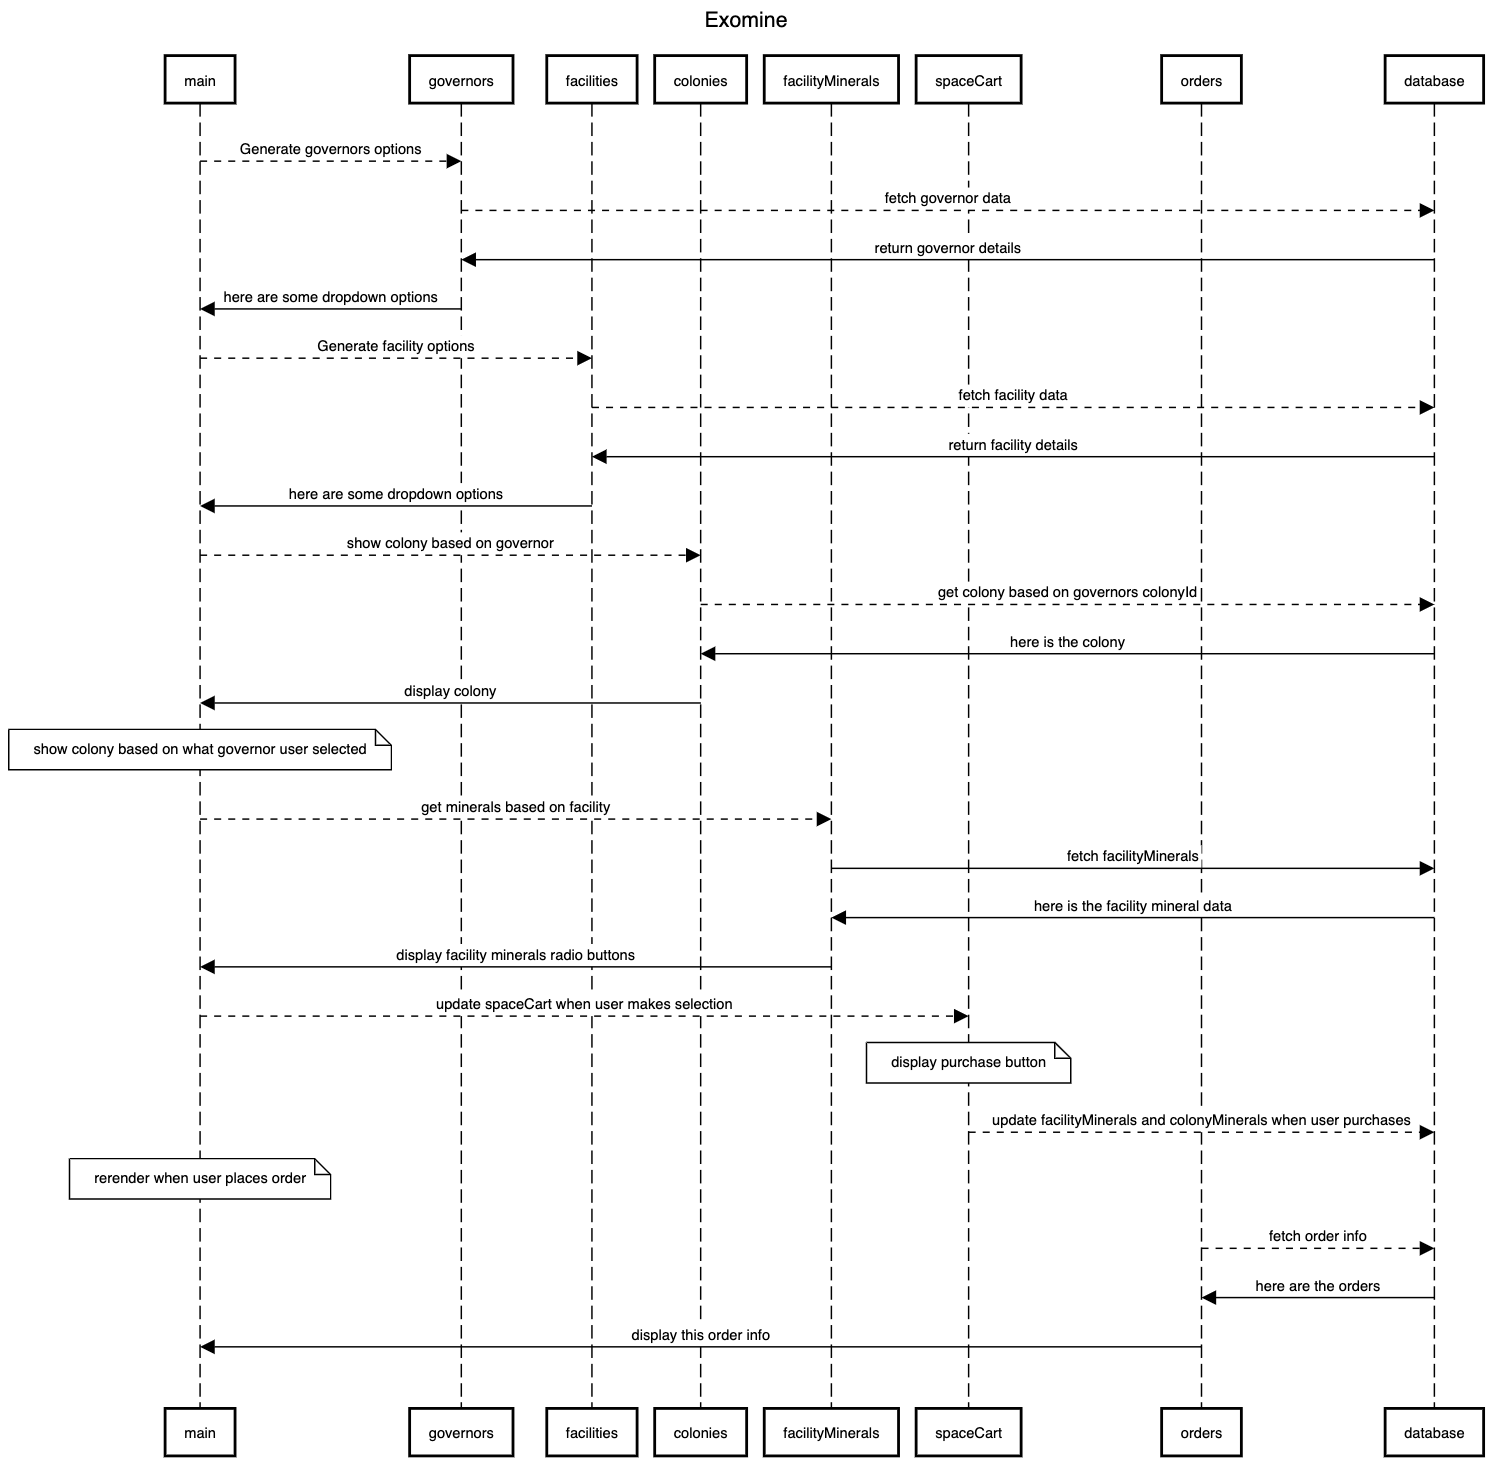 Exomine
main
governors
facilities
colonies
facilityMinerals
spaceCart
orders
database
Generate governors options
fetch governor data
return governor details
here are some dropdown options
Generate facility options
fetch facility data
return facility details
here are some dropdown options
show colony based on governor
get colony based on governors colonyId
here is the colony
display colony
show colony based on what governor user selected
get minerals based on facility
fetch facilityMinerals
here is the facility mineral data
display facility minerals radio buttons
update spaceCart when user makes selection
display purchase button
update facilityMinerals and colonyMinerals when user purchases
rerender when user places order
fetch order info
here are the orders
display this order info
main
governors
facilities
colonies
facilityMinerals
spaceCart
orders
database